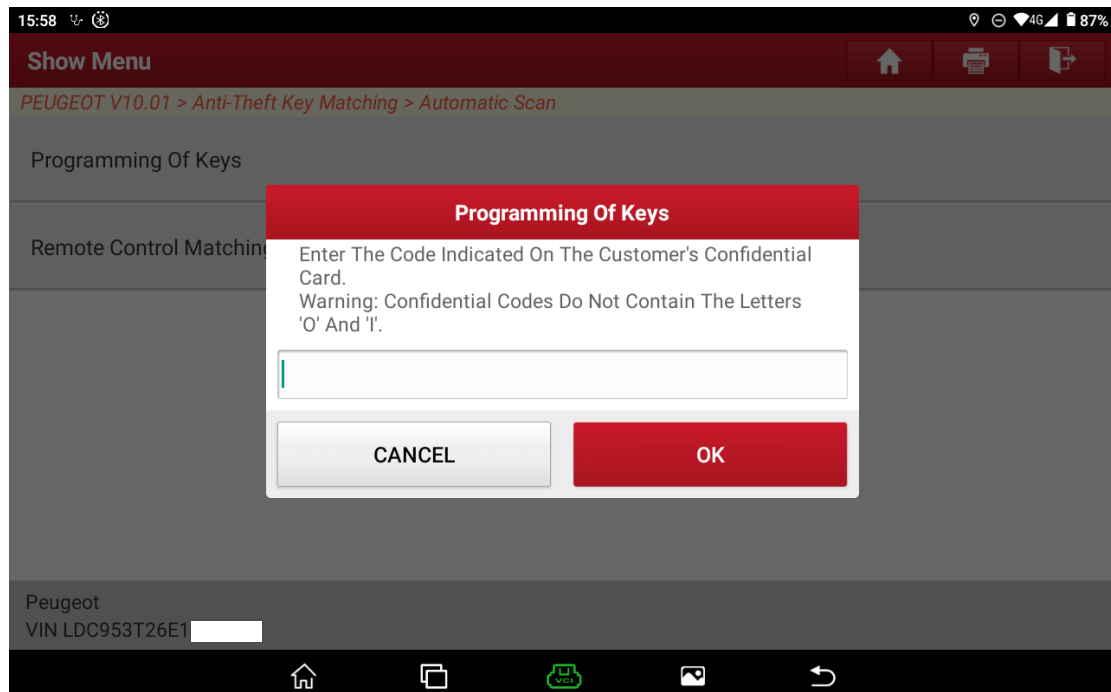 15:58
4G 87%
Show Menu
PEUGEOT V10.01 > Anti-Theft Key Matching > Automatic Scan
Programming Of Keys
Remote Control Matching
Programming Of Keys
Enter The Code Indicated On The Customer's Confidential
Card.
Warning: Confidential Codes Do Not Contain The Letters
'O' And 'I'.
CANCEL
OK
Peugeot
VIN LDC953T26E1
VCI